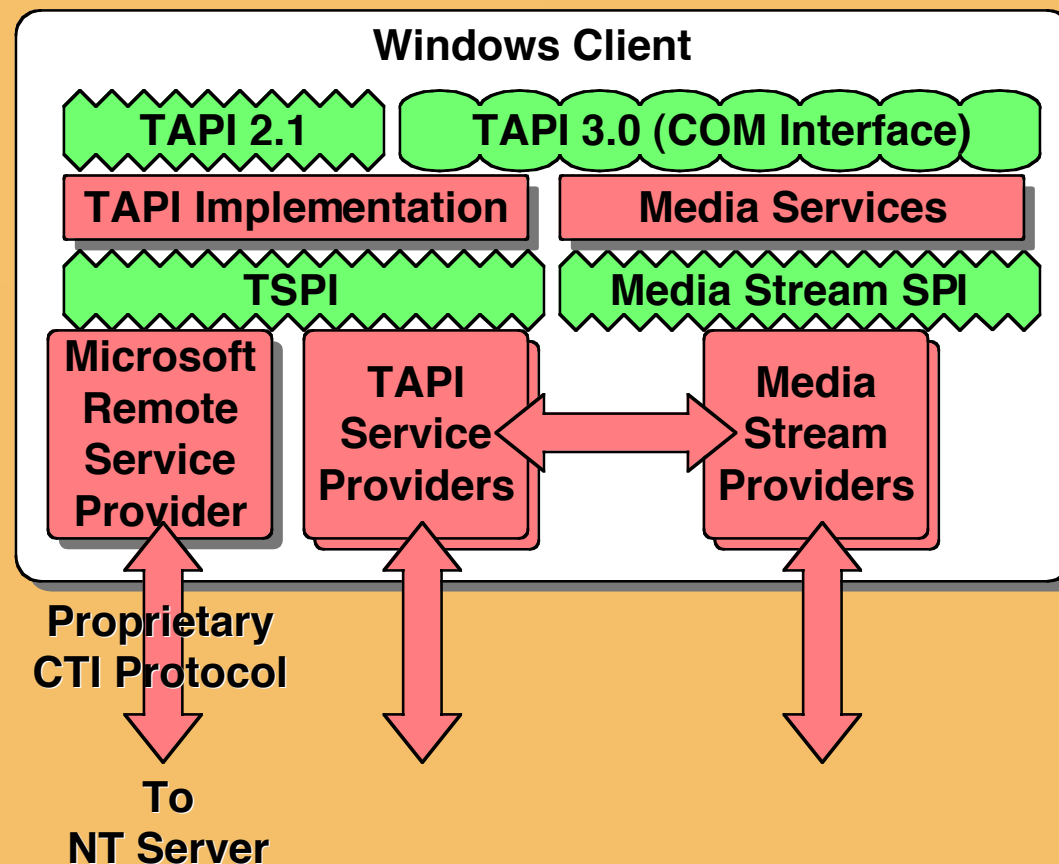 Windows Client
TAPI 2.1
TAPI 3.0 (COM Interface)
TAPI Implementation
Media Services
TSPI
Media Stream SPI
Microsoft
Remote
Service
Provider
TAPI
Service
Providers
Media
Stream
Providers
Proprietary
CTI Protocol
To
NT Server